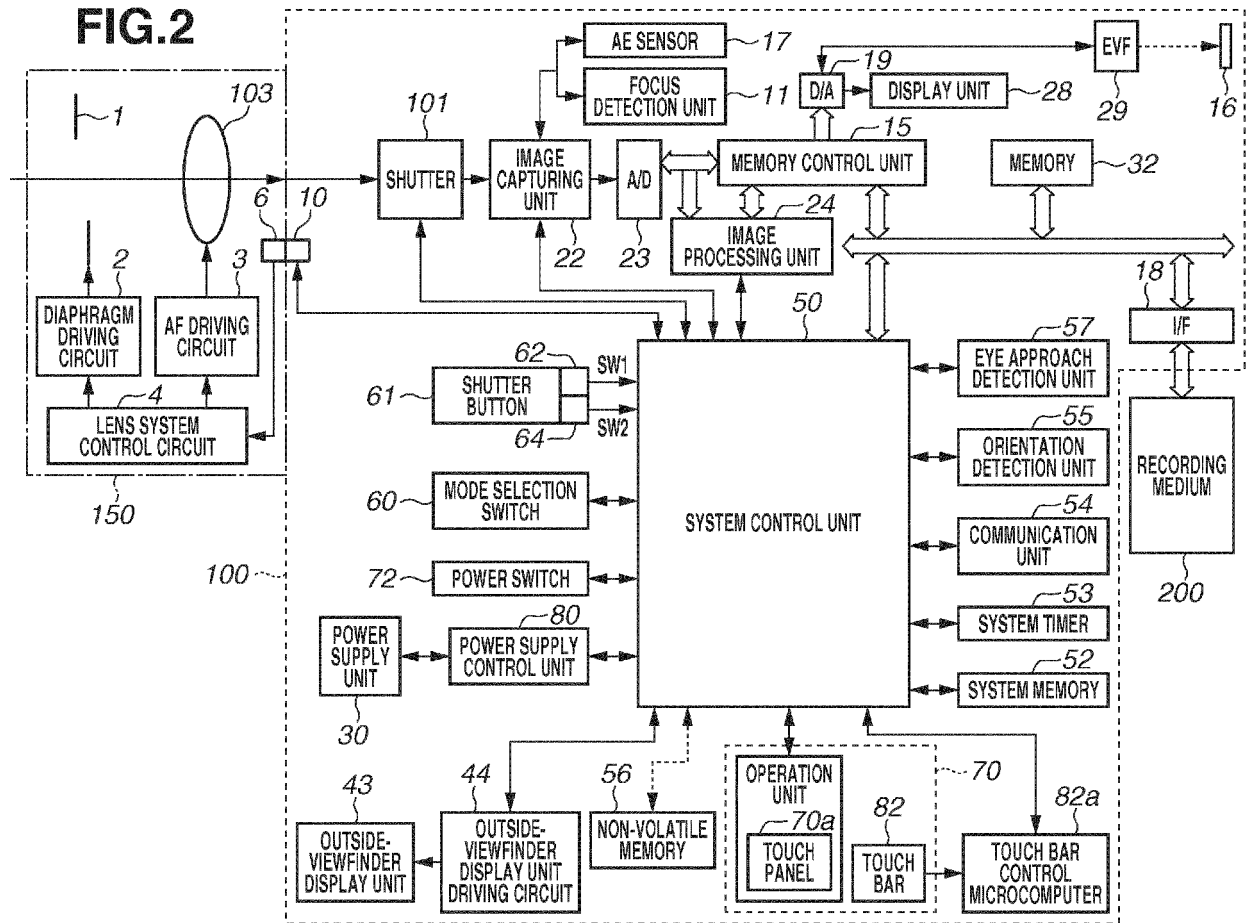 FIG.2
AE SENSOR
17
FOCUS
DETECTION UNIT
11
19
D/A
DISPLAY UNIT
28
EVF
29
16
1
103
101
SHUTTER
IMAGE
CAPTURING
UNIT
22
A/D
23
15
MEMORY CONTROL UNIT
MEMORY
32
24
IMAGE
PROCESSING UNIT
6
10
2
3
DIAPHRAGM
DRIVING
CIRCUIT
AF DRIVING
CIRCUIT
4
LENS SYSTEM
CONTROL CIRCUIT
150
18
I/F
RECORDING
MEDIUM
200
50
SYSTEM CONTROL UNIT
62
SW1
61
SHUTTER
BUTTON
64
SW2
60
MODE SELECTION
SWITCH
100
72
POWER SWITCH
80
POWER
SUPPLY
UNIT
30
POWER SUPPLY
CONTROL UNIT
57
EYE APPROACH
DETECTION UNIT
55
ORIENTATION
DETECTION UNIT
54
COMMUNICATION
UNIT
53
SYSTEM TIMER
52
SYSTEM MEMORY
43
OUTSIDE-
VIEWFINDER
DISPLAY UNIT
44
OUTSIDE-
VIEWFINDER
DISPLAY UNIT
DRIVING CIRCUIT
56
NON-VOLATILE
MEMORY
70
OPERATION
UNIT
70a
TOUCH
PANEL
82
TOUCH
BAR
82a
TOUCH BAR
CONTROL
MICROCOMPUTER